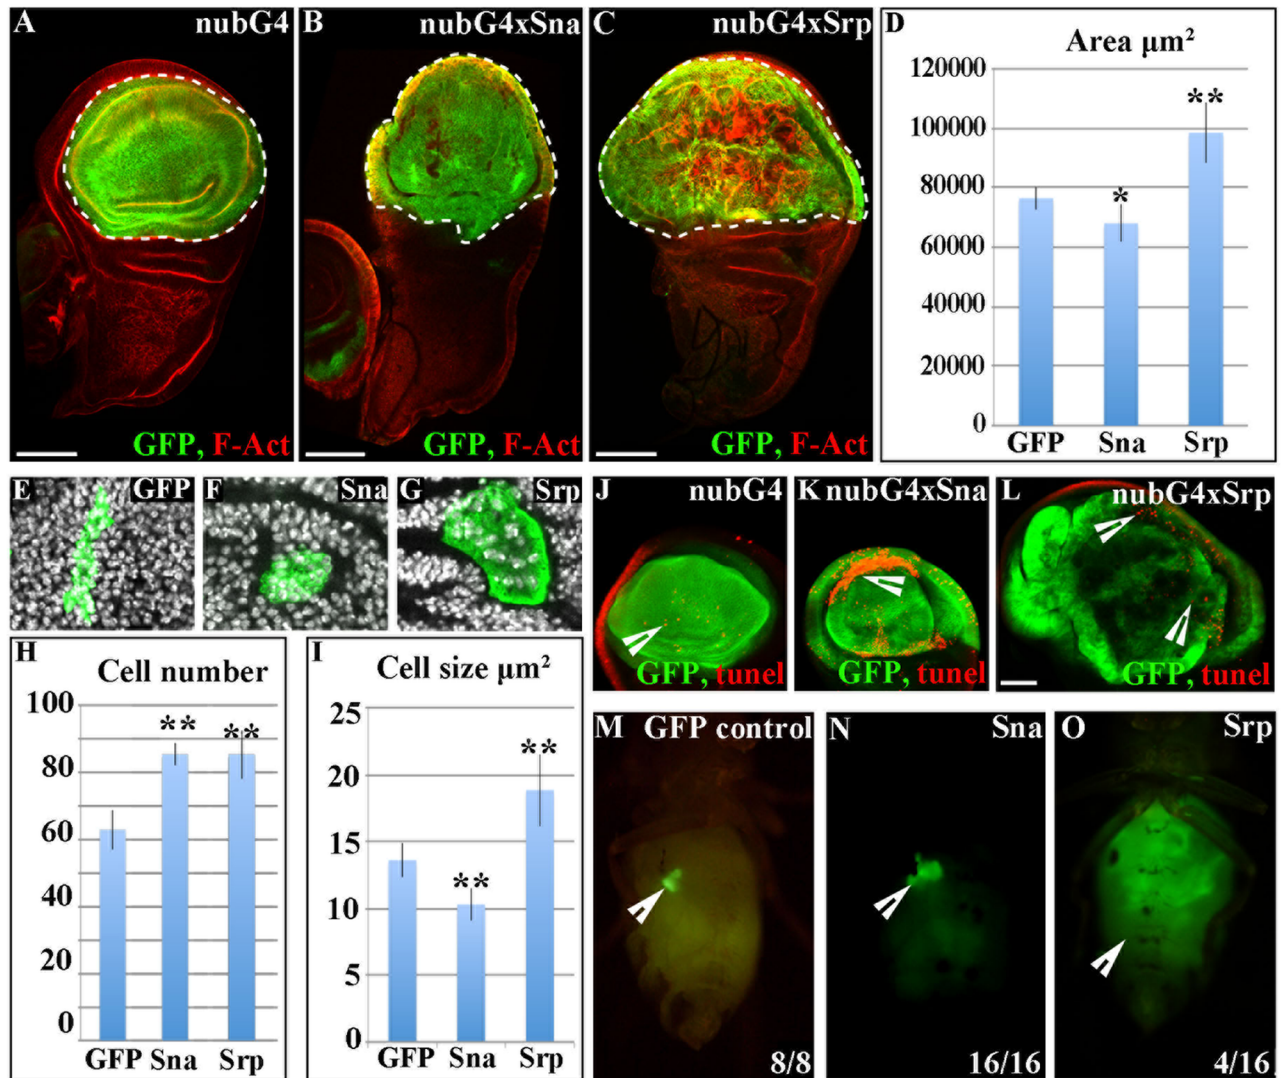 A nubG4
GFP, F-Act
B nubG4xSna
GFP, F-Act
C nubG4xSrp
GFP, F-Act
D Area μm²
120000
100000
80000
60000
40000
20000
0
*
**
GFP Sna Srp
E GFP
F Sna
G Srp
H Cell number
100
80
60
40
20
0
**
**
GFP Sna Srp
I Cell size μm²
25
20
15
10
5
0
**
**
GFP Sna Srp
J nubG4
GFP, tunel
K nubG4xSna
GFP, tunel
L nubG4xSrp
GFP, tunel
M GFP control
8/8
N Sna
16/16
O Srp
4/16